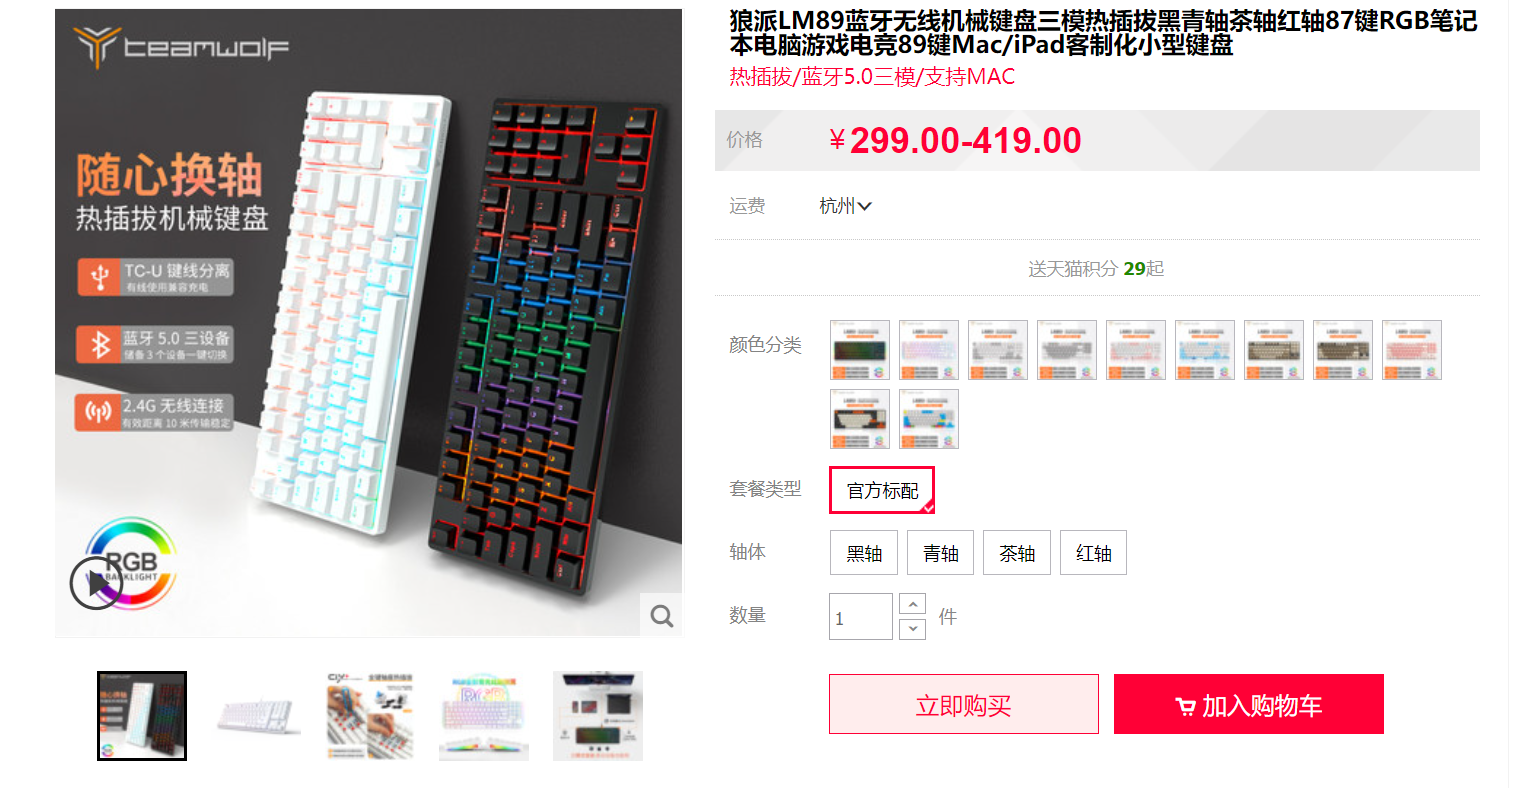 teamwolf
随心换轴
热插拔机械键盘
TC-U 键线分离
有线使用兼容充电
蓝牙 5.0 三设备
储备 3 个设备一键切换
2.4G 无线连接
有效距离 10 米传输稳定
RGB
BACKLIGHT
狼派LM89蓝牙无线机械键盘三模热插拔黑青轴茶轴红轴87键RGB笔记
本电脑游戏电竞89键Mac/iPad客制化小型键盘
热插拔/蓝牙5.0三模/支持MAC
价格
¥299.00-419.00
运费
杭州
送天猫积分 29起
颜色分类
套餐类型
官方标配
轴体
黑轴
青轴
茶轴
红轴
数量
1
件
立即购买
加入购物车